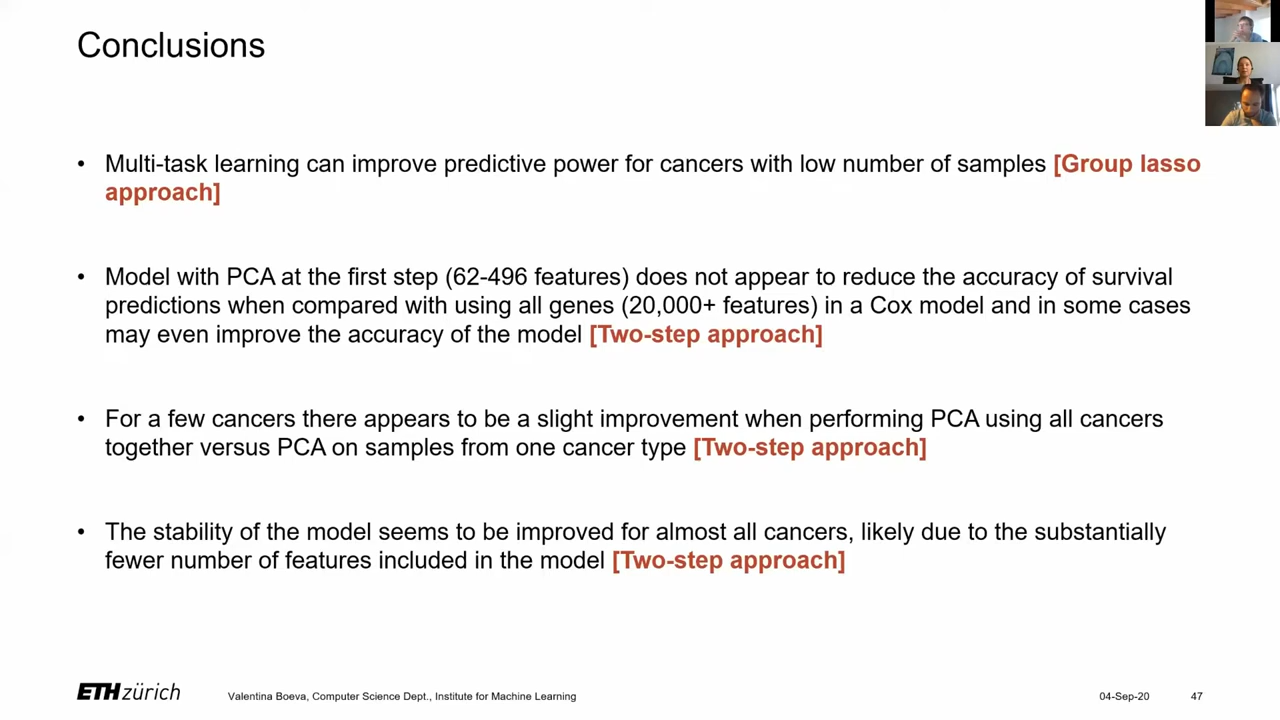 Conclusions
• Multi-task learning can improve predictive power for cancers with low number of samples [Group lasso
approach]
• Model with PCA at the first step (62-496 features) does not appear to reduce the accuracy of survival
predictions when compared with using all genes (20,000+ features) in a Cox model and in some cases
may even improve the accuracy of the model [Two-step approach]
• For a few cancers there appears to be a slight improvement when performing PCA using all cancers
together versus PCA on samples from one cancer type [Two-step approach]
• The stability of the model seems to be improved for almost all cancers, likely due to the substantially
fewer number of features included in the model [Two-step approach]
ETH zürich Valentina Boeva, Computer Science Dept., Institute for Machine Learning 04-Sep-20 47